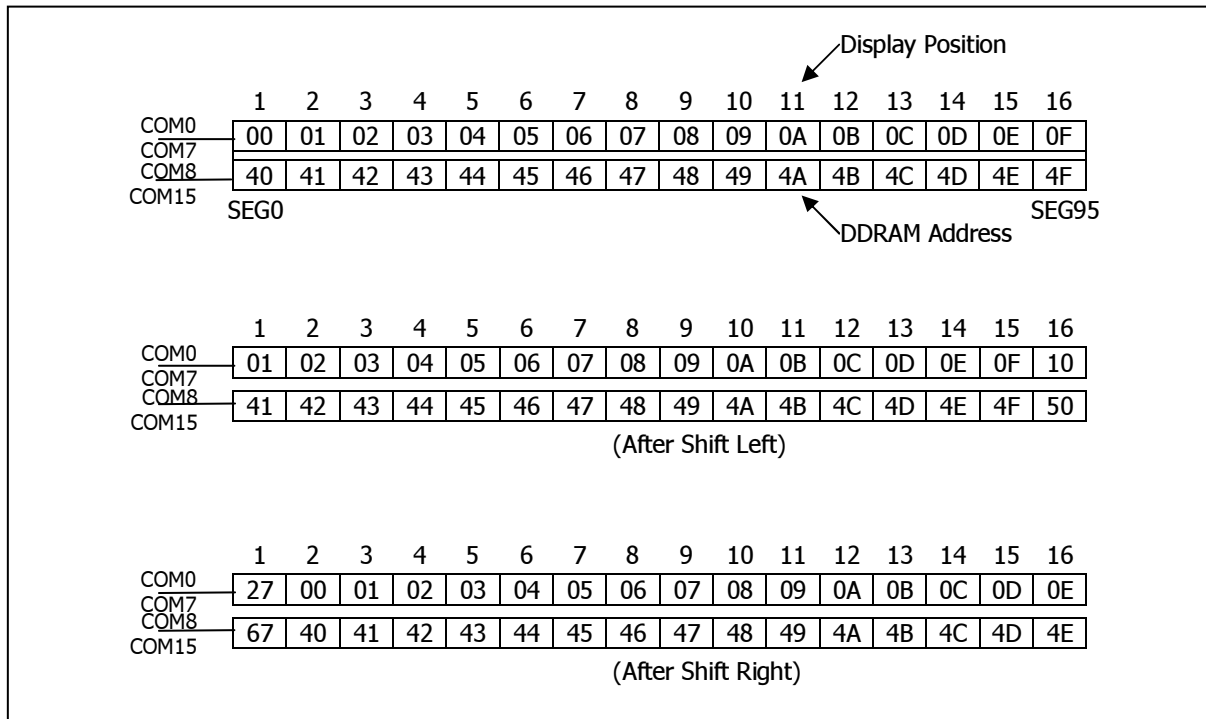 Display Position
1 2 3 4 5 6 7 8 9 10 11 12 13 14 15 16
COM0
COM7
00 01 02 03 04 05 06 07 08 09 0A 0B 0C 0D 0E 0F
COM8
COM15
40 41 42 43 44 45 46 47 48 49 4A 4B 4C 4D 4E 4F
SEG0 SEG95
DDRAM Address
1 2 3 4 5 6 7 8 9 10 11 12 13 14 15 16
COM0
COM7
01 02 03 04 05 06 07 08 09 0A 0B 0C 0D 0E 0F 10
COM8
COM15
41 42 43 44 45 46 47 48 49 4A 4B 4C 4D 4E 4F 50
(After Shift Left)
1 2 3 4 5 6 7 8 9 10 11 12 13 14 15 16
COM0
COM7
27 00 01 02 03 04 05 06 07 08 09 0A 0B 0C 0D 0E
COM8
COM15
67 40 41 42 43 44 45 46 47 48 49 4A 4B 4C 4D 4E
(After Shift Right)